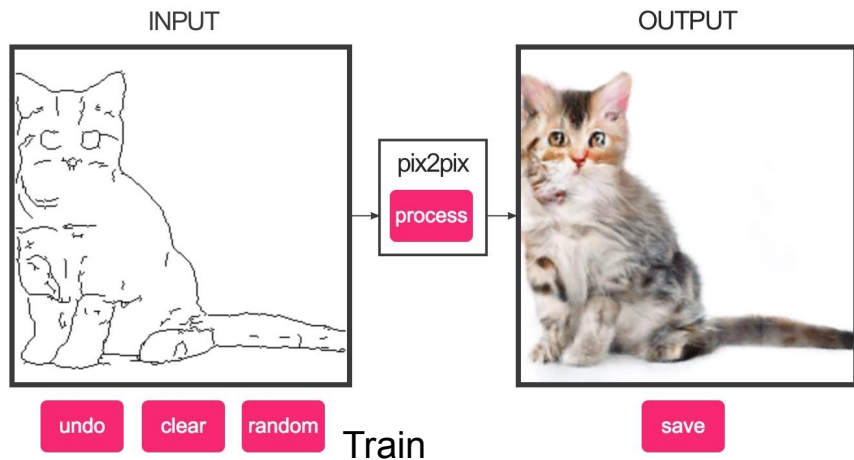 INPUT
OUTPUT
pix2pix
process
undo
clear
random
Train
save